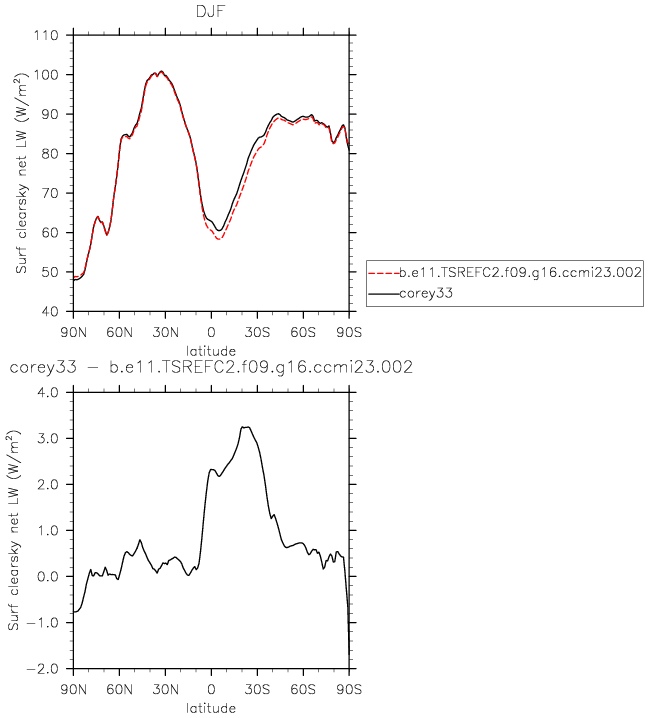 DJF
110
100
90
80
70
60
50
40
Surf clearsky net LW (W/m²)
90N 60N 30N 0 30S 60S 90S
latitude
b.e11.TSREFC2.f09.g16.ccmi23.002
corey33
corey33 − b.e11.TSREFC2.f09.g16.ccmi23.002
4.0
3.0
2.0
1.0
0.0
−1.0
−2.0
Surf clearsky net LW (W/m²)
90N 60N 30N 0 30S 60S 90S
latitude